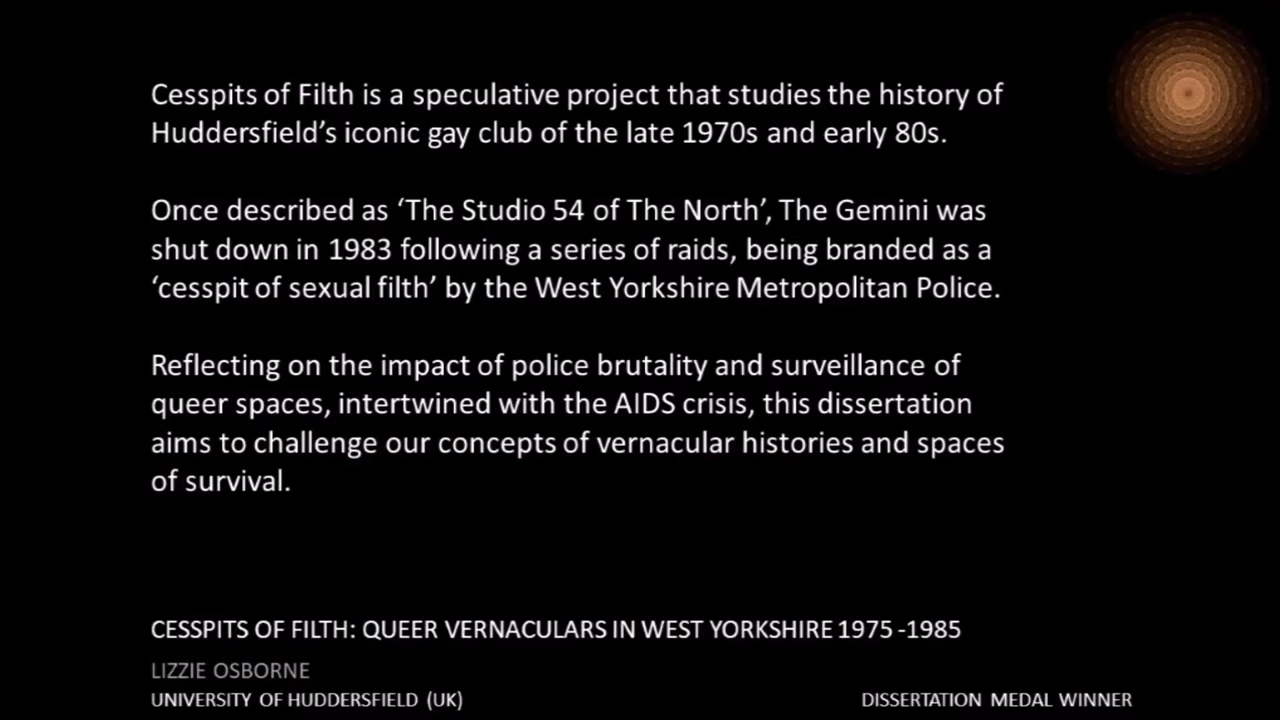 Cesspits of Filth is a speculative project that studies the history of
Huddersfield’s iconic gay club of the late 1970s and early 80s.
Once described as ‘The Studio 54 of The North’, The Gemini was
shut down in 1983 following a series of raids, being branded as a
‘cesspit of sexual filth’ by the West Yorkshire Metropolitan Police.
Reflecting on the impact of police brutality and surveillance of
queer spaces, intertwined with the AIDS crisis, this dissertation
aims to challenge our concepts of vernacular histories and spaces
of survival.
CESSPITS OF FILTH: QUEER VERNACULARS IN WEST YORKSHIRE 1975 -1985
LIZZIE OSBORNE
UNIVERSITY OF HUDDERSFIELD (UK) DISSERTATION MEDAL WINNER